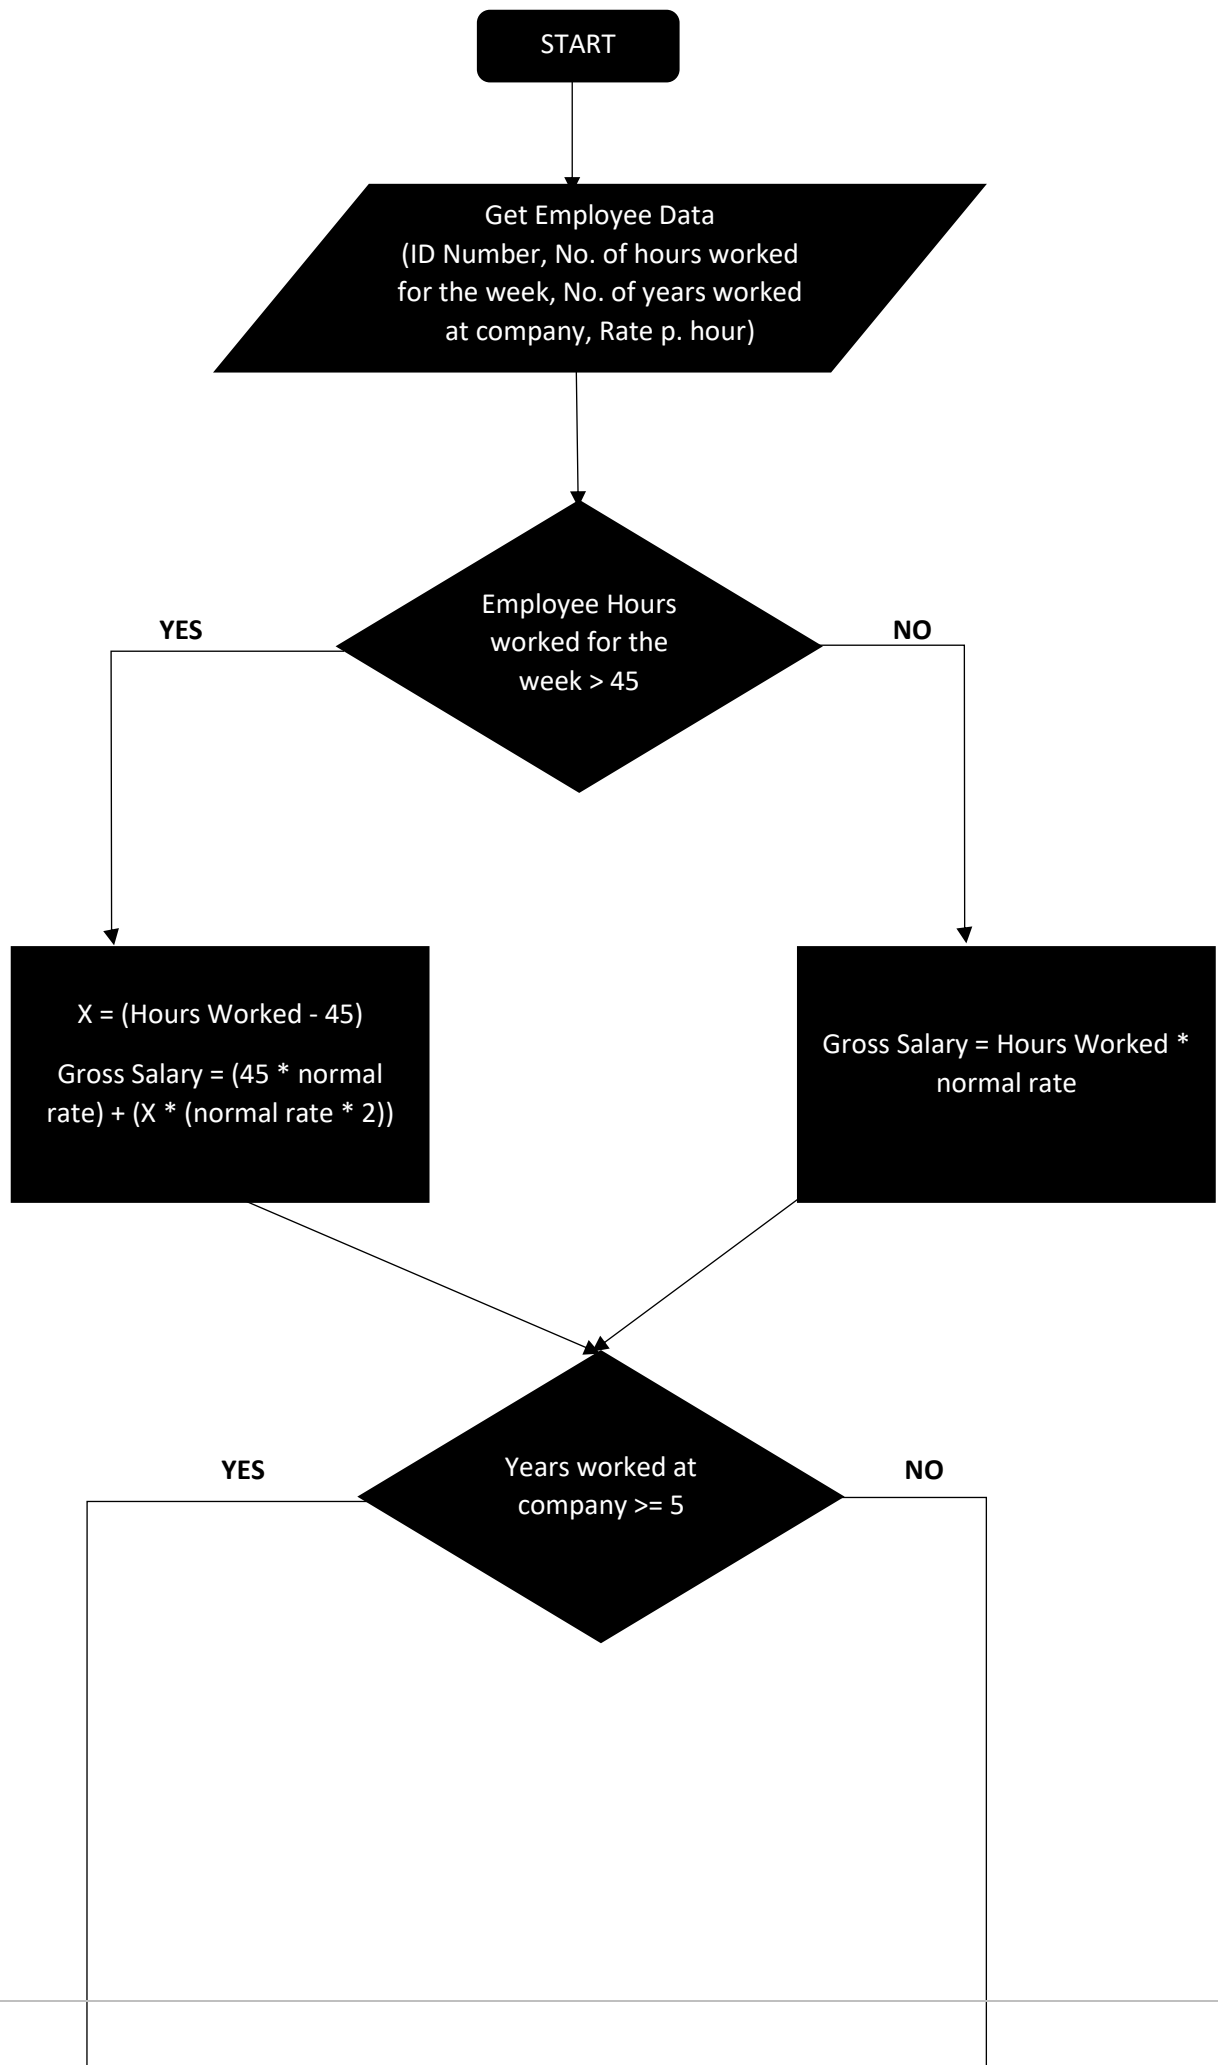 START
Get Employee Data
(ID Number, No. of hours worked
for the week, No. of years worked
at company, Rate p. hour)
Employee Hours
worked for the
week > 45
YES
NO
X = (Hours Worked - 45)
Gross Salary = (45 * normal
rate) + (X * (normal rate * 2))
Gross Salary = Hours Worked *
normal rate
Years worked at
company >= 5
YES
NO